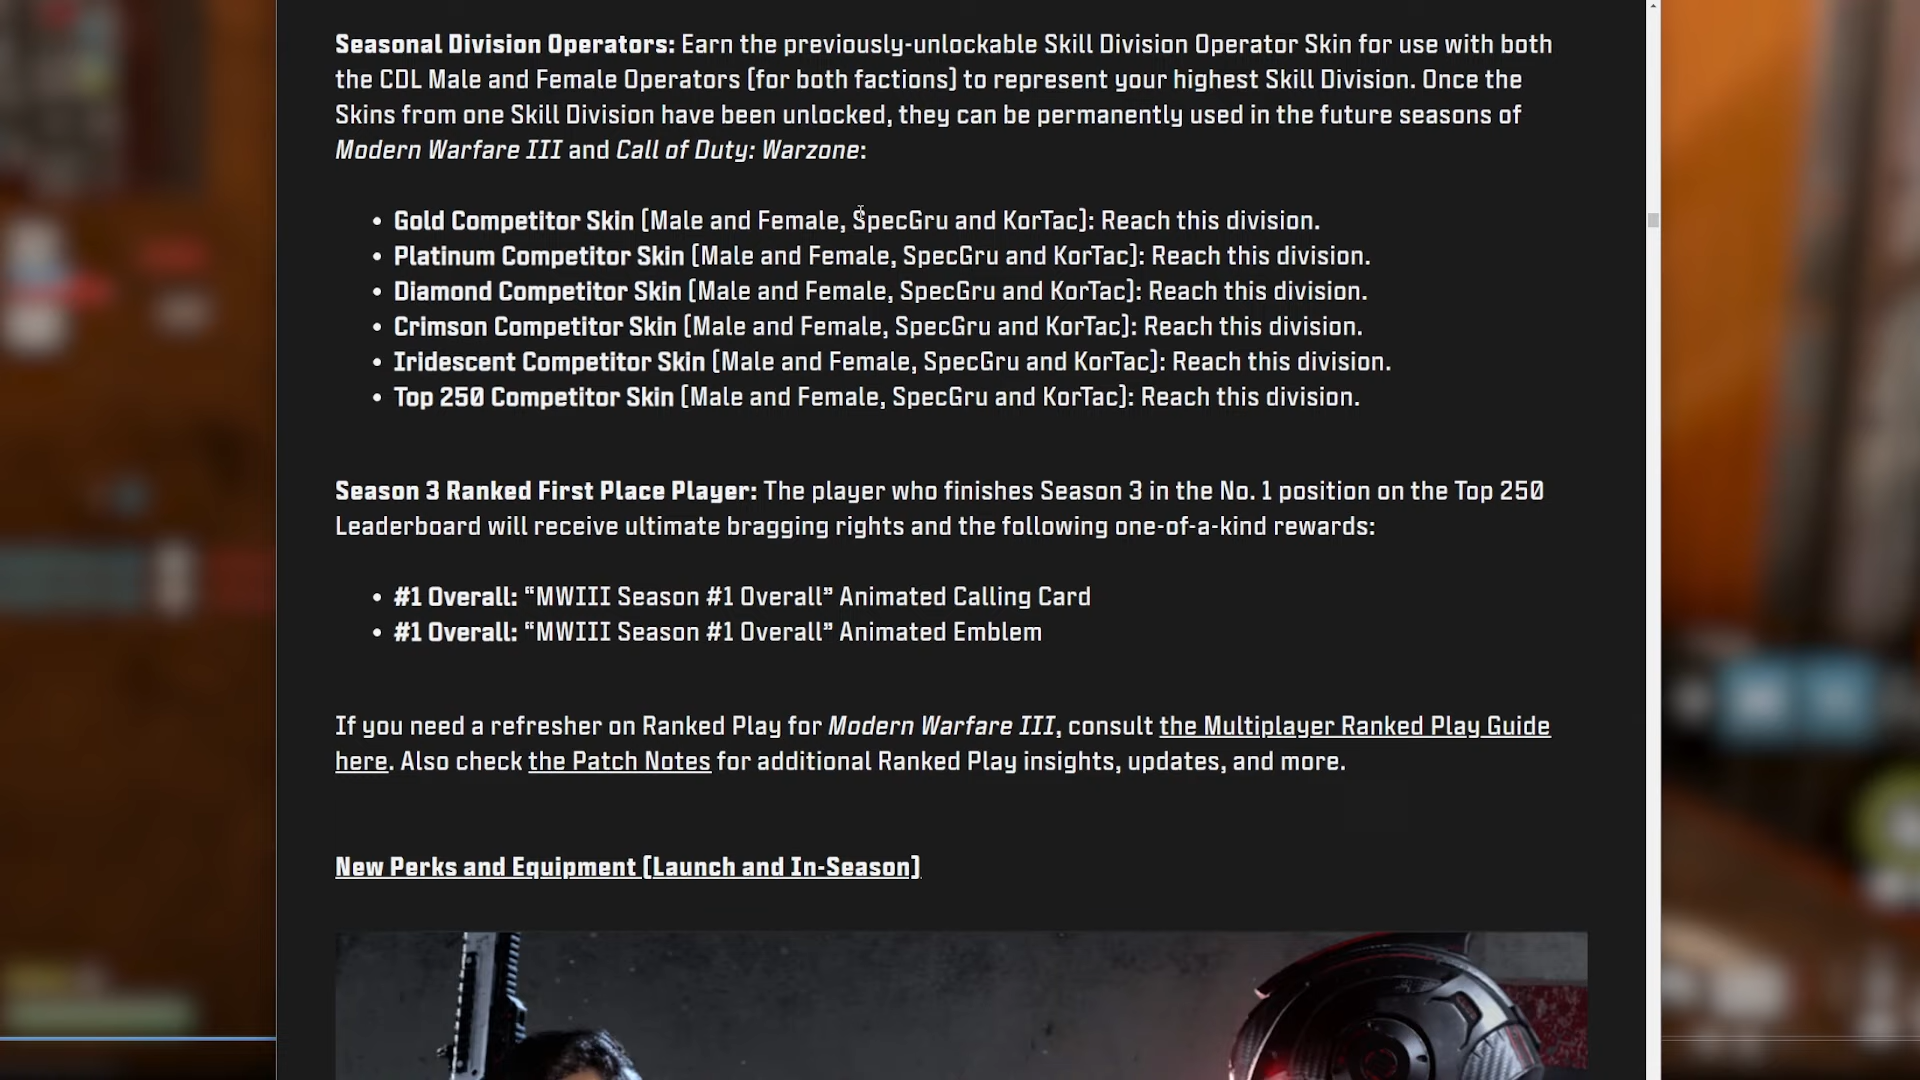 Seasonal Division Operators: Earn the previously-unlockable Skill Division Operator Skin for use with both
the CDL Male and Female Operators (for both factions) to represent your highest Skill Division. Once the
Skins from one Skill Division have been unlocked, they can be permanently used in the future seasons of
Modern Warfare III and Call of Duty: Warzone:
• Gold Competitor Skin (Male and Female, SpecGru and KorTac): Reach this division.
• Platinum Competitor Skin (Male and Female, SpecGru and KorTac): Reach this division.
• Diamond Competitor Skin (Male and Female, SpecGru and KorTac): Reach this division.
• Crimson Competitor Skin (Male and Female, SpecGru and KorTac): Reach this division.
• Iridescent Competitor Skin (Male and Female, SpecGru and KorTac): Reach this division.
• Top 250 Competitor Skin (Male and Female, SpecGru and KorTac): Reach this division.
Season 3 Ranked First Place Player: The player who finishes Season 3 in the No. 1 position on the Top 250
Leaderboard will receive ultimate bragging rights and the following one-of-a-kind rewards:
• #1 Overall: “MWIII Season #1 Overall” Animated Calling Card
• #1 Overall: “MWIII Season #1 Overall” Animated Emblem
If you need a refresher on Ranked Play for Modern Warfare III, consult the Multiplayer Ranked Play Guide
here. Also check the Patch Notes for additional Ranked Play insights, updates, and more.
New Perks and Equipment (Launch and In-Season)